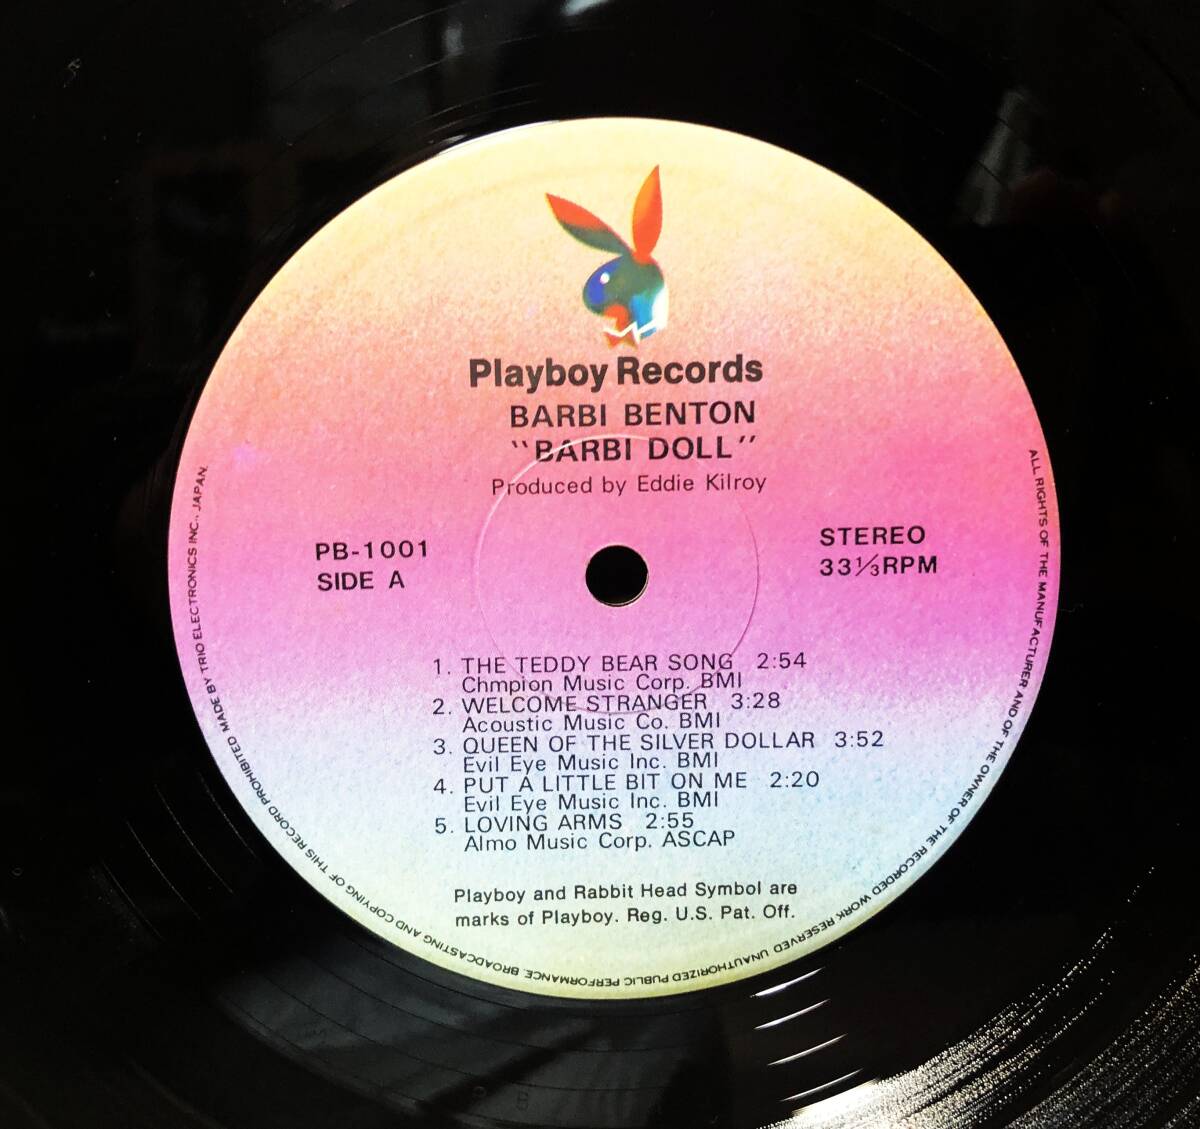 Playboy Records
BARBI BENTON
"BARBI DOLL"
Produced by Eddie Kilroy
PB-1001
SIDE A
STEREO
33 1/3 RPM
1. THE TEDDY BEAR SONG 2:54
Chmpion Music Corp. BMI
2. WELCOME STRANGER 3:28
Acoustic Music Co. BMI
3. QUEEN OF THE SILVER DOLLAR 3:52
Evil Eye Music Inc. BMI
4. PUT A LITTLE BIT ON ME 2:20
Evil Eye Music Inc. BMI
5. LOVING ARMS 2:55
Almo Music Corp. ASCAP
Playboy and Rabbit Head Symbol are
marks of Playboy. Reg. U.S. Pat. Off.
ALL RIGHTS OF THE MANUFACTURER AND OF THE OWNER OF THE RECORDED WORK RESERVED UNAUTHORIZED PUBLIC PERFORMANCE. BROADCASTING AND COPYING OF THIS RECORD PROHIBITED MADE BY TRIO ELECTRONICS INC., JAPAN.